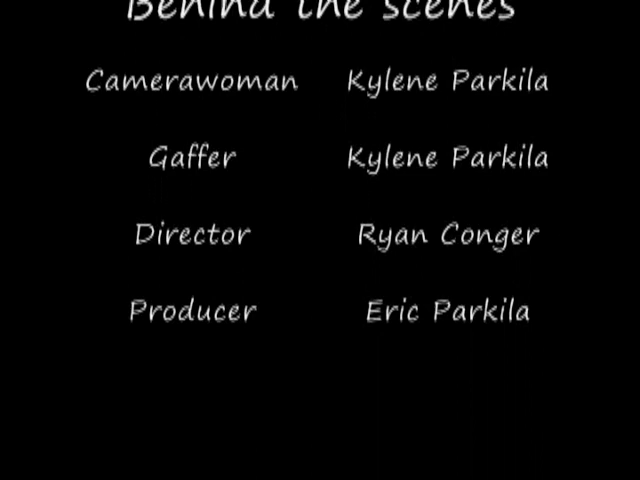 Behind the scenes
Camerawoman Kylene Parkila
Gaffer Kylene Parkila
Director Ryan Conger
Producer Eric Parkila